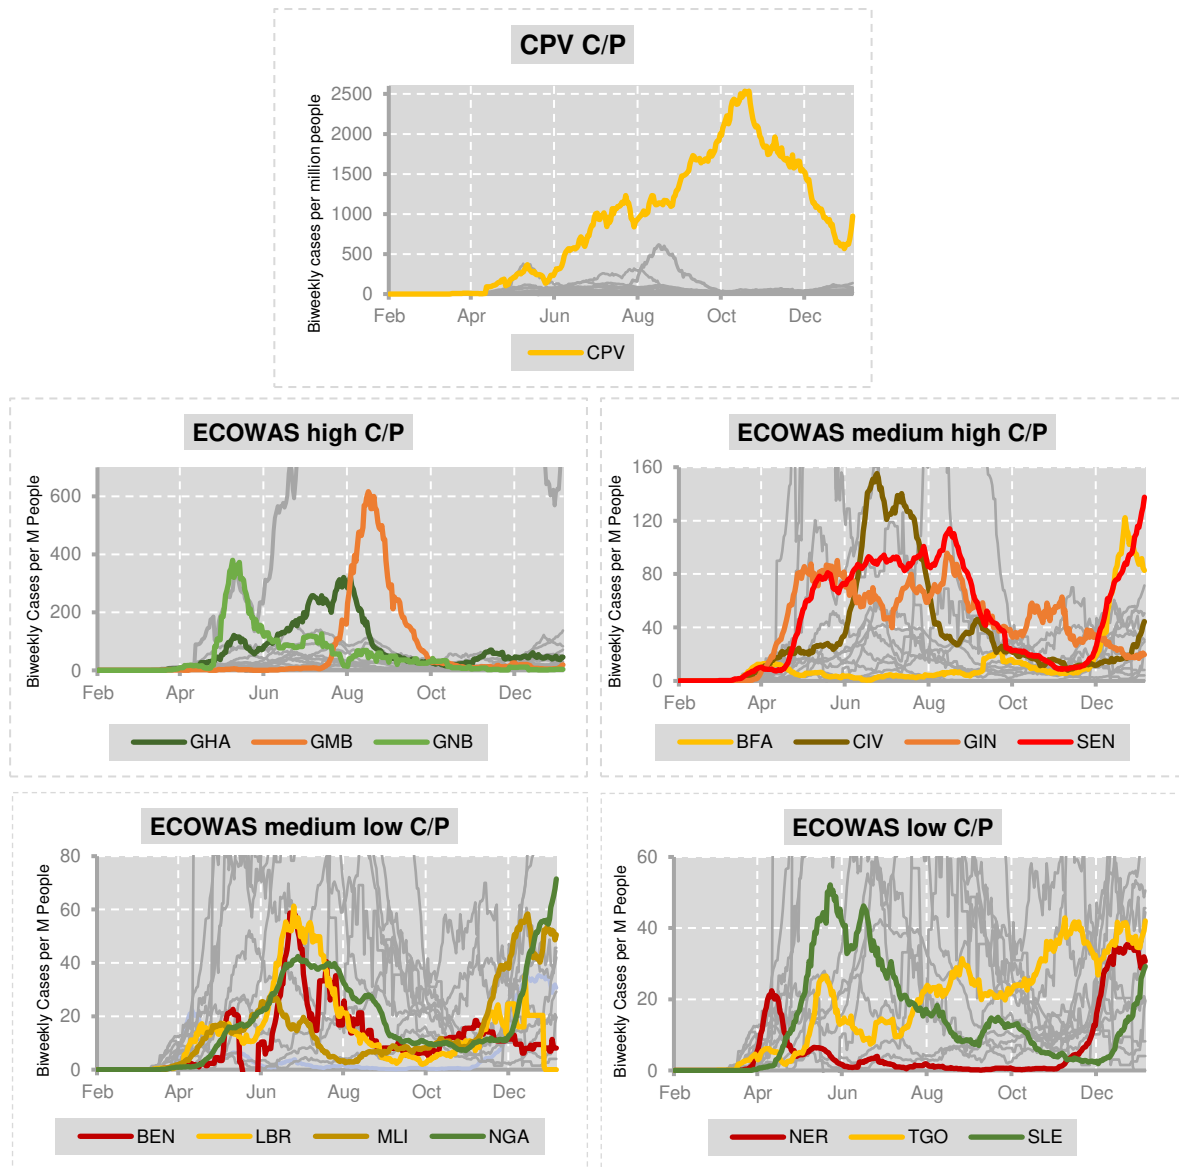 CPV C/P
Biweekly cases per million people
2500
2000
1500
1000
500
0
Feb Apr Jun Aug Oct Dec
CPV
ECOWAS high C/P
Biweekly Cases per M People
600
400
200
0
Feb Apr Jun Aug Oct Dec
GHA GMB GNB
ECOWAS medium high C/P
Biweekly Cases per M People
160
120
80
40
0
Feb Apr Jun Aug Oct Dec
BFA CIV GIN SEN
ECOWAS medium low C/P
Biweekly Cases per M People
80
60
40
20
0
Feb Apr Jun Aug Oct Dec
BEN LBR MLI NGA
ECOWAS low C/P
Biweekly Cases per M People
60
40
20
0
Feb Apr Jun Aug Oct Dec
NER TGO SLE